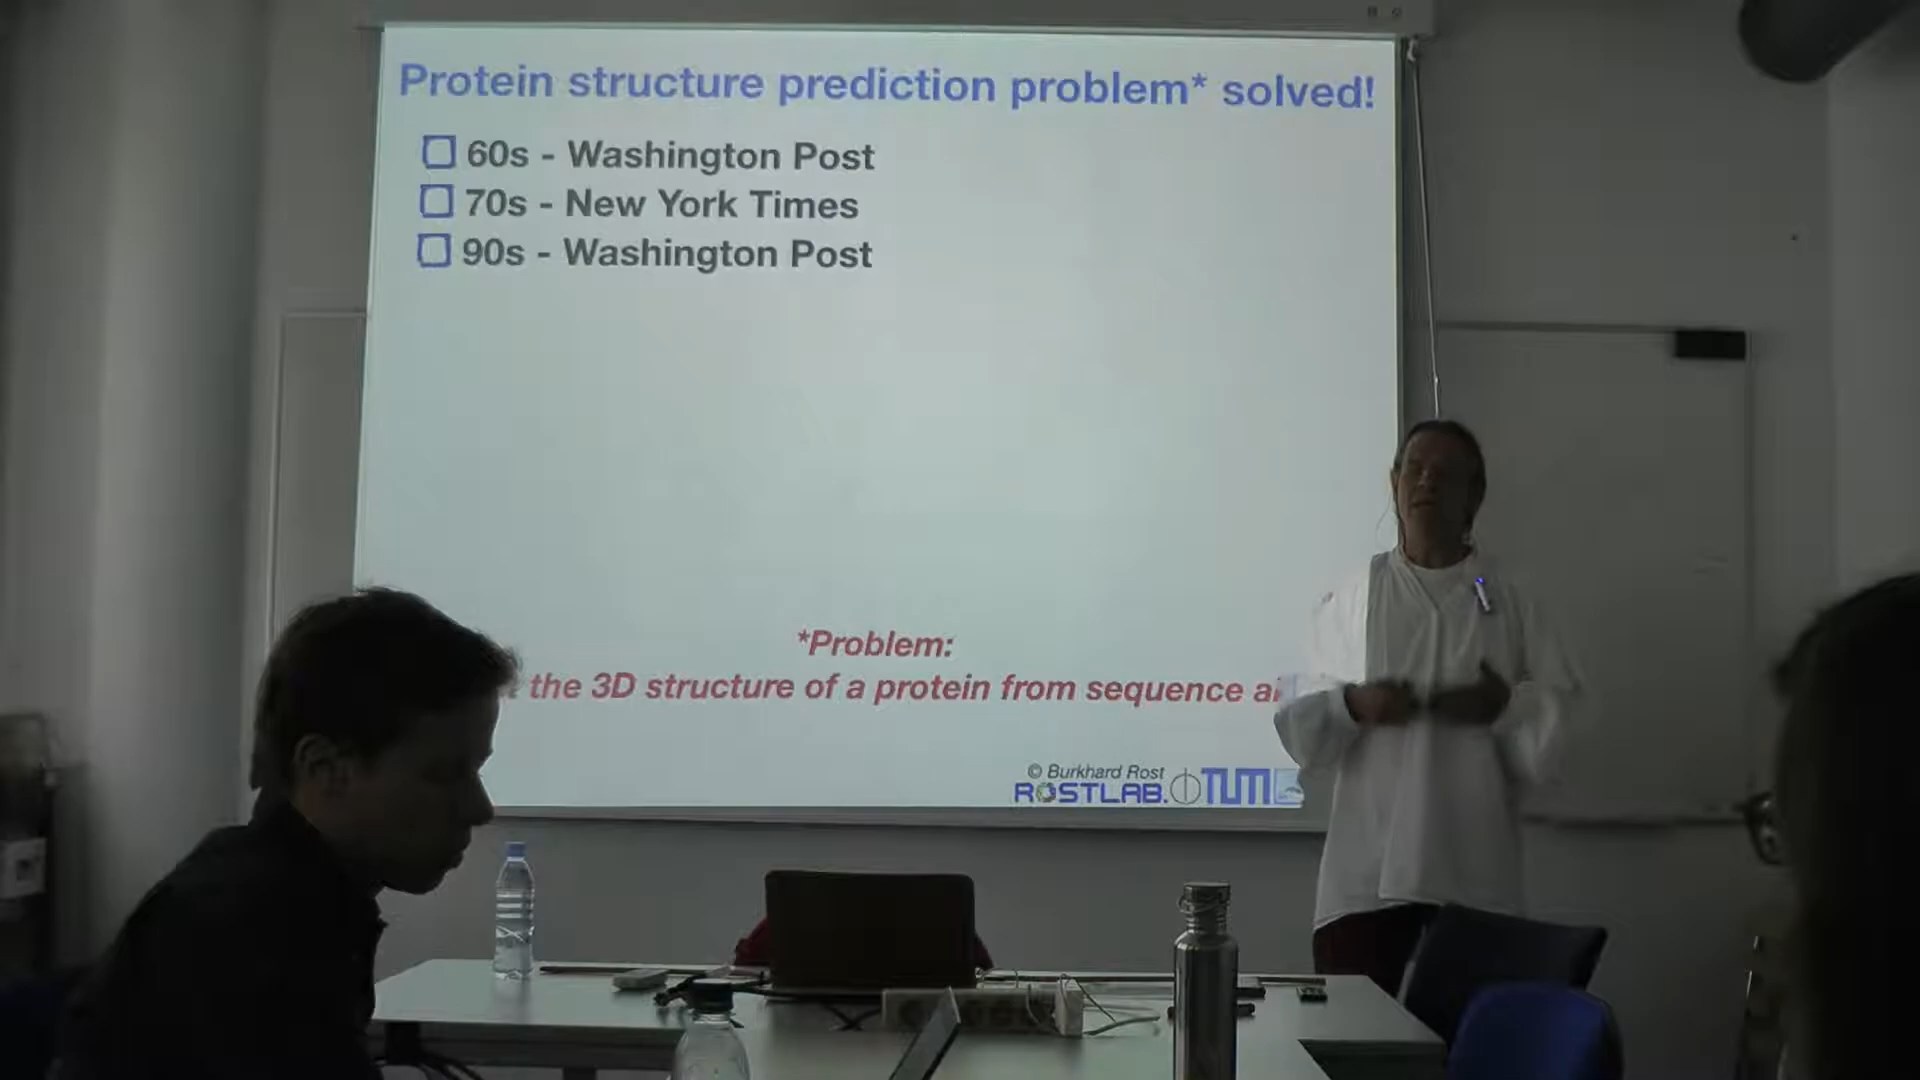 Protein structure prediction problem* solved!
60s - Washington Post
70s - New York Times
90s - Washington Post
*Problem:
the 3D structure of a protein from sequence
© Burkhard Rost
ROSTLAB. TUM